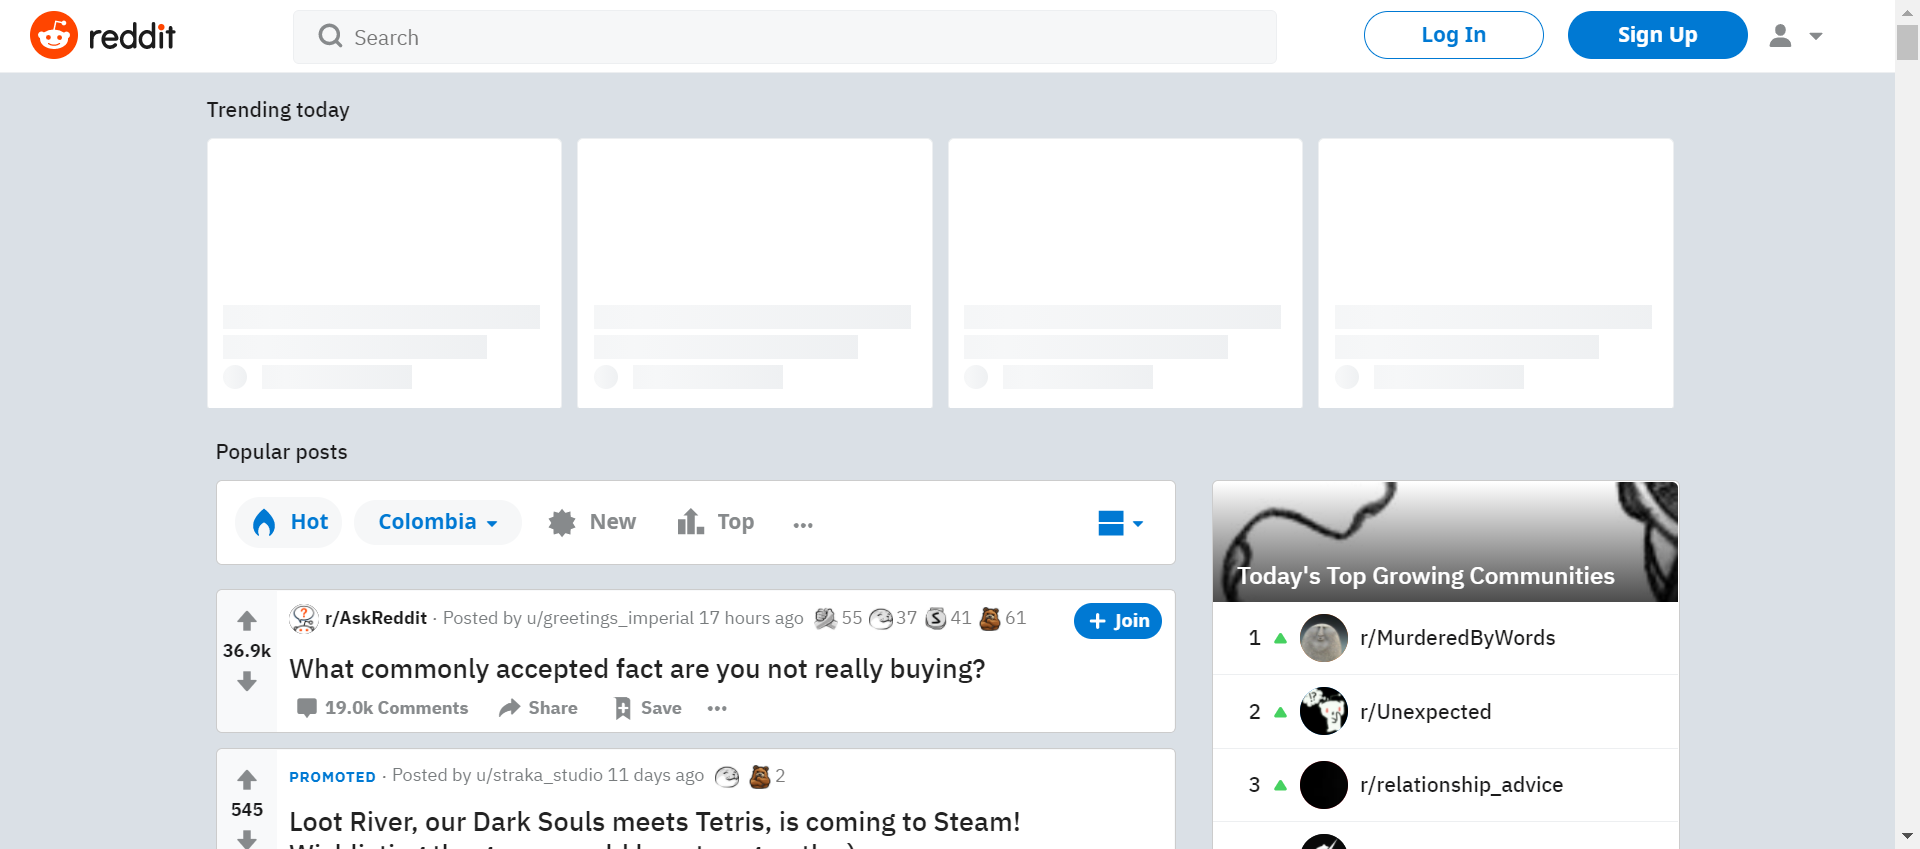 reddit
Search
Log In
Sign Up
Trending today
Popular posts
Hot
Colombia
New
Top
r/AskReddit · Posted by u/greetings_imperial 17 hours ago 55 37 41 61
+ Join
36.9k
What commonly accepted fact are you not really buying?
19.0k Comments
Share
Save
PROMOTED · Posted by u/straka_studio 11 days ago 2
545
Loot River, our Dark Souls meets Tetris, is coming to Steam!
Today's Top Growing Communities
1 r/MurderedByWords
2 r/Unexpected
3 r/relationship_advice